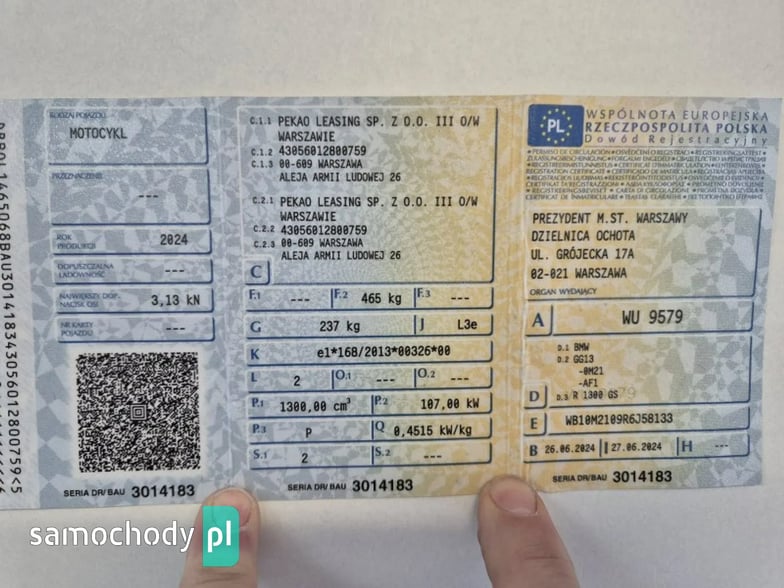 RODZAJ POJAZDU
MOTOCYKL
PRZEZNACZENIE
---
ROK PRODUKCJI 2024
DOPUSZCZALNA ŁADOWNOŚĆ ---
NAJWIĘKSZY DOP. NACISK OSI 3,13 kN
NR KARTY POJAZDU ---
SERIA DR/BAU 3014183
C.1.1 PEKAO LEASING SP. Z O.O. III O/W
WARSZAWIE
C.1.2 43056012800759
C.1.3 00-609 WARSZAWA
ALEJA ARMII LUDOWEJ 26
C.2.1 PEKAO LEASING SP. Z O.O. III O/W
WARSZAWIE
C.2.2 43056012800759
C.2.3 00-609 WARSZAWA
ALEJA ARMII LUDOWEJ 26
C
F.1 --- F.2 465 kg F.3 ---
G 237 kg J L3e
K e1*168/2013*00326*00
L 2 O.1 --- O.2 ---
P.1 1300,00 cm³ P.2 107,00 kW
P.3 P Q 0,4515 kW/kg
S.1 2 S.2 ---
SERIA DR/BAU 3014183
PL
WSPÓLNOTA EUROPEJSKA
RZECZPOSPOLITA POLSKA
Dowód Rejestracyjny
PREZYDENT M.ST. WARSZAWY
DZIELNICA OCHOTA
UL. GRÓJECKA 17A
02-021 WARSZAWA
ORGAN WYDAJĄCY
A WU 9579
D.1 BMW
D.2 GG13
-0M21
-AF1
D D.3 R 1300 GS
E WB10M2109R6J58133
B 26.06.2024 I 27.06.2024 H ---
SERIA DR/BAU 3014183
samochody pl